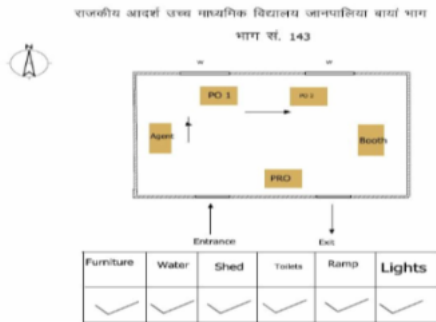 राजकीय आदर्श उच्च माध्यमिक विद्यालय जानपालिया बायां भाग
भाग सं. 143
N
W
W
PO 1
PO 2
Agent
Booth
PRO
Entrance
Exit
Furniture Water Shed Toilets Ramp Lights